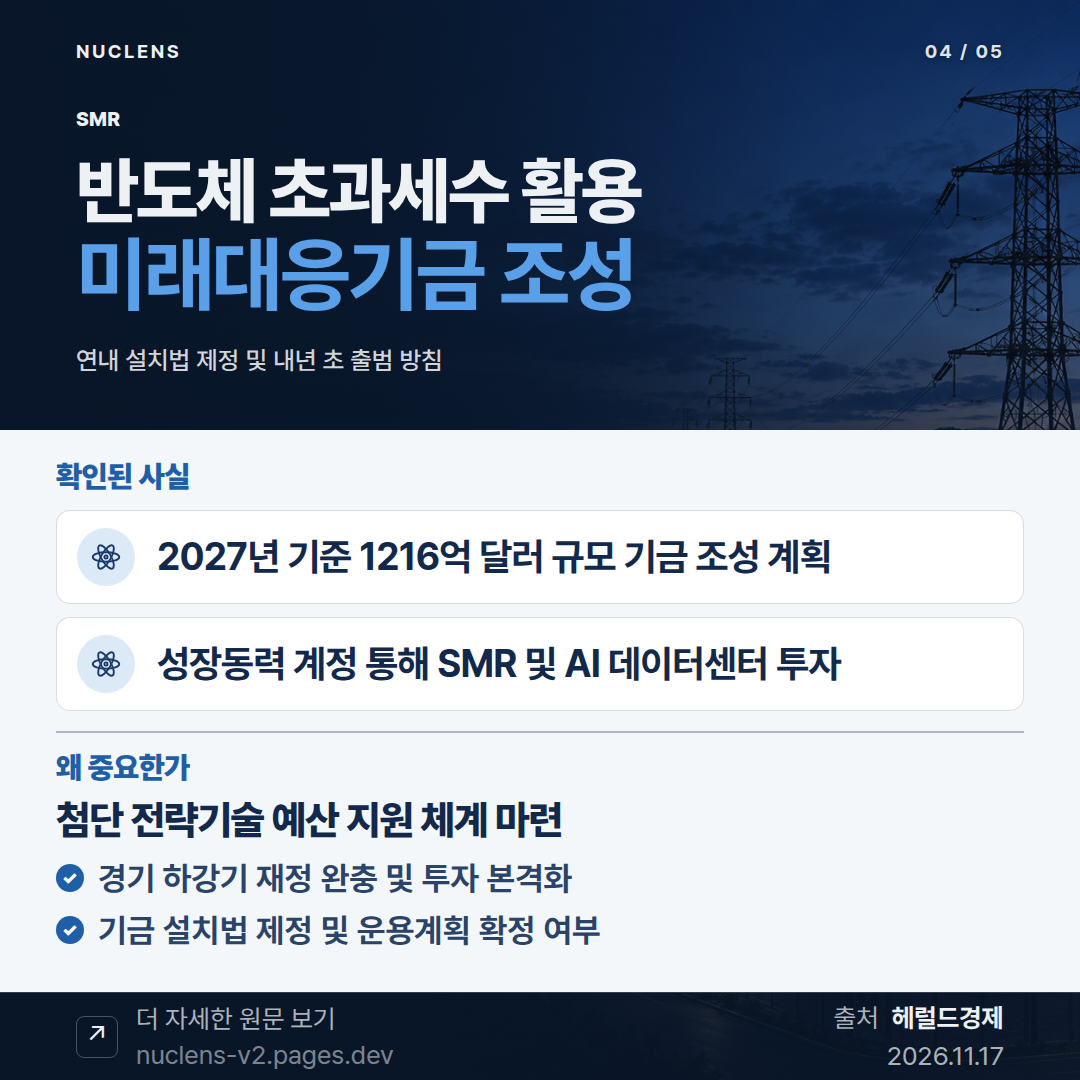 NUCLENS
04 / 05
SMR
반도체 초과세수 활용
미래대응기금 조성
연내 설치법 제정 및 내년 초 출범 방침
확인된 사실
2027년 기준 1216억 달러 규모 기금 조성 계획
성장동력 계정 통해 SMR 및 AI 데이터센터 투자
왜 중요한가
첨단 전략기술 예산 지원 체계 마련
경기 하강기 재정 완충 및 투자 본격화
기금 설치법 제정 및 운용계획 확정 여부
더 자세한 원문 보기
nuclens-v2.pages.dev
출처 헤럴드경제
2026.11.17